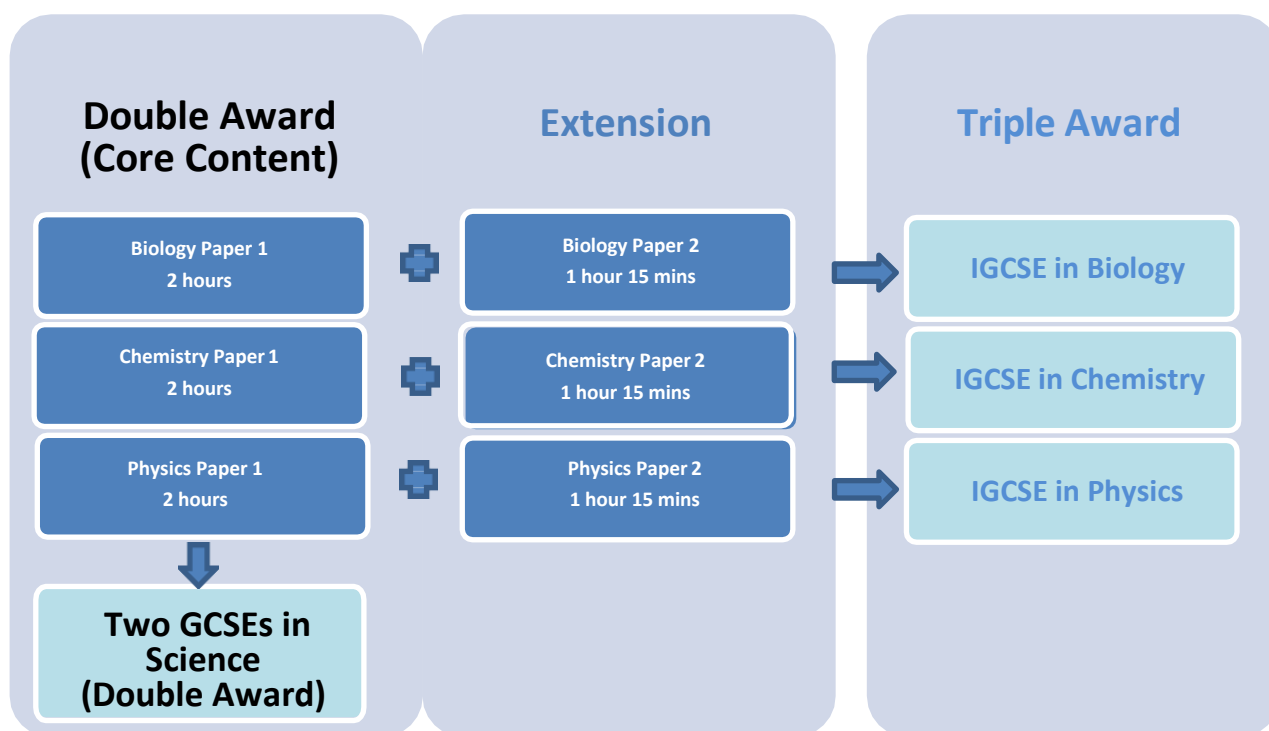 Double Award
(Core Content)
Extension
Triple Award
Biology Paper 1
2 hours
Biology Paper 2
1 hour 15 mins
IGCSE in Biology
Chemistry Paper 1
2 hours
Chemistry Paper 2
1 hour 15 mins
IGCSE in Chemistry
Physics Paper 1
2 hours
Physics Paper 2
1 hour 15 mins
IGCSE in Physics
Two GCSEs in
Science
(Double Award)